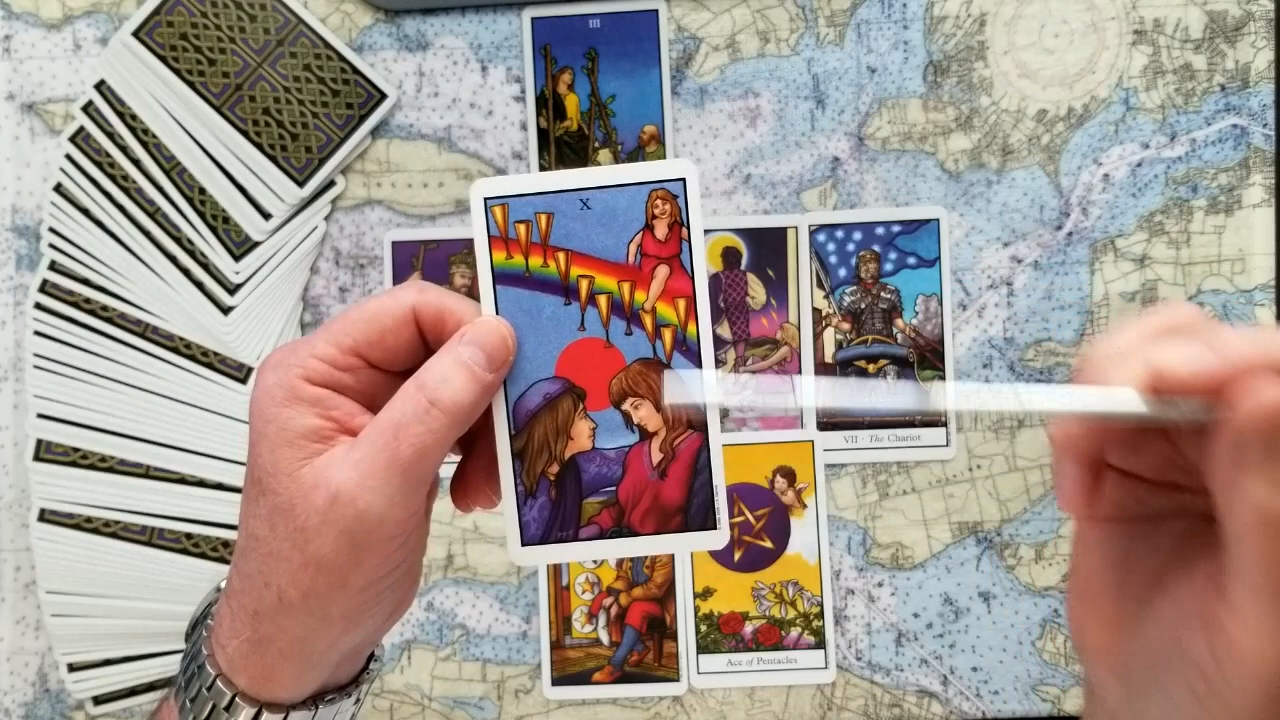 III
X
VII · The Chariot
Ace of Pentacles